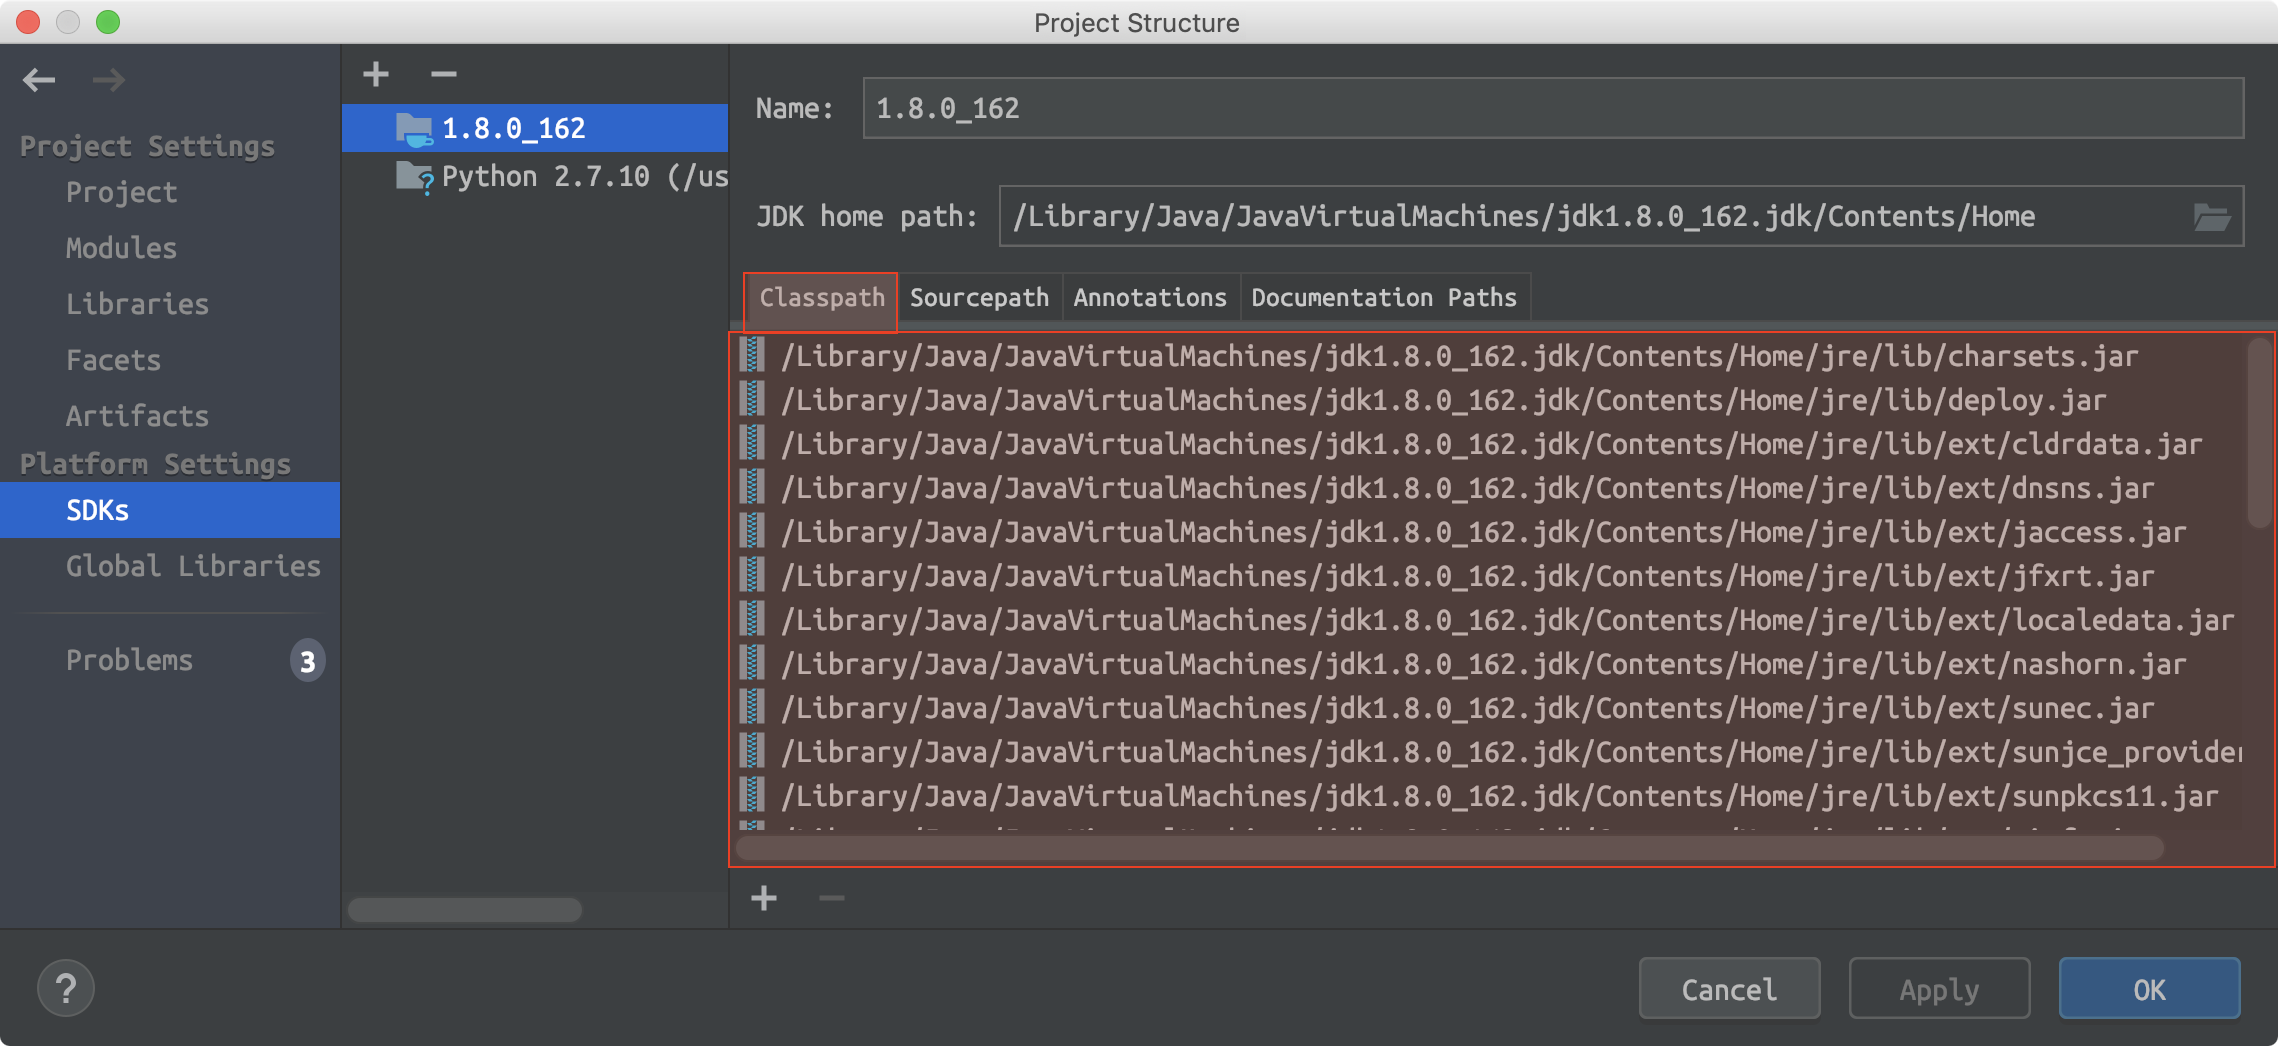 Project Structure
Project Settings
Project
Modules
Libraries
Facets
Artifacts
Platform Settings
SDKs
Global Libraries
Problems 3
1.8.0_162
Python 2.7.10 (/us
Name: 1.8.0_162
JDK home path: /Library/Java/JavaVirtualMachines/jdk1.8.0_162.jdk/Contents/Home
Classpath Sourcepath Annotations Documentation Paths
/Library/Java/JavaVirtualMachines/jdk1.8.0_162.jdk/Contents/Home/jre/lib/charsets.jar
/Library/Java/JavaVirtualMachines/jdk1.8.0_162.jdk/Contents/Home/jre/lib/deploy.jar
/Library/Java/JavaVirtualMachines/jdk1.8.0_162.jdk/Contents/Home/jre/lib/ext/cldrdata.jar
/Library/Java/JavaVirtualMachines/jdk1.8.0_162.jdk/Contents/Home/jre/lib/ext/dnsns.jar
/Library/Java/JavaVirtualMachines/jdk1.8.0_162.jdk/Contents/Home/jre/lib/ext/jaccess.jar
/Library/Java/JavaVirtualMachines/jdk1.8.0_162.jdk/Contents/Home/jre/lib/ext/jfxrt.jar
/Library/Java/JavaVirtualMachines/jdk1.8.0_162.jdk/Contents/Home/jre/lib/ext/localedata.jar
/Library/Java/JavaVirtualMachines/jdk1.8.0_162.jdk/Contents/Home/jre/lib/ext/nashorn.jar
/Library/Java/JavaVirtualMachines/jdk1.8.0_162.jdk/Contents/Home/jre/lib/ext/sunec.jar
/Library/Java/JavaVirtualMachines/jdk1.8.0_162.jdk/Contents/Home/jre/lib/ext/sunjce_provider
/Library/Java/JavaVirtualMachines/jdk1.8.0_162.jdk/Contents/Home/jre/lib/ext/sunpkcs11.jar
?
Cancel Apply OK